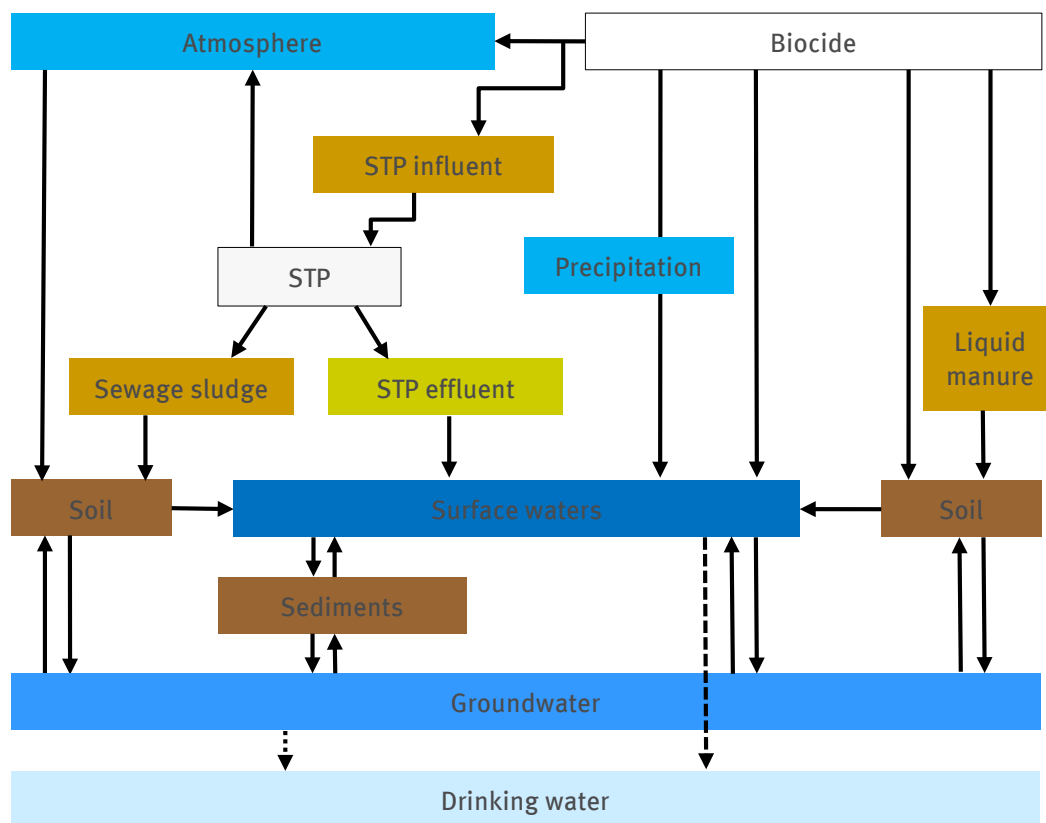 Atmosphere
Biocide
STP influent
STP
Precipitation
Liquid
manure
Sewage sludge
STP effluent
Soil
Surface waters
Soil
Sediments
Groundwater
Drinking water